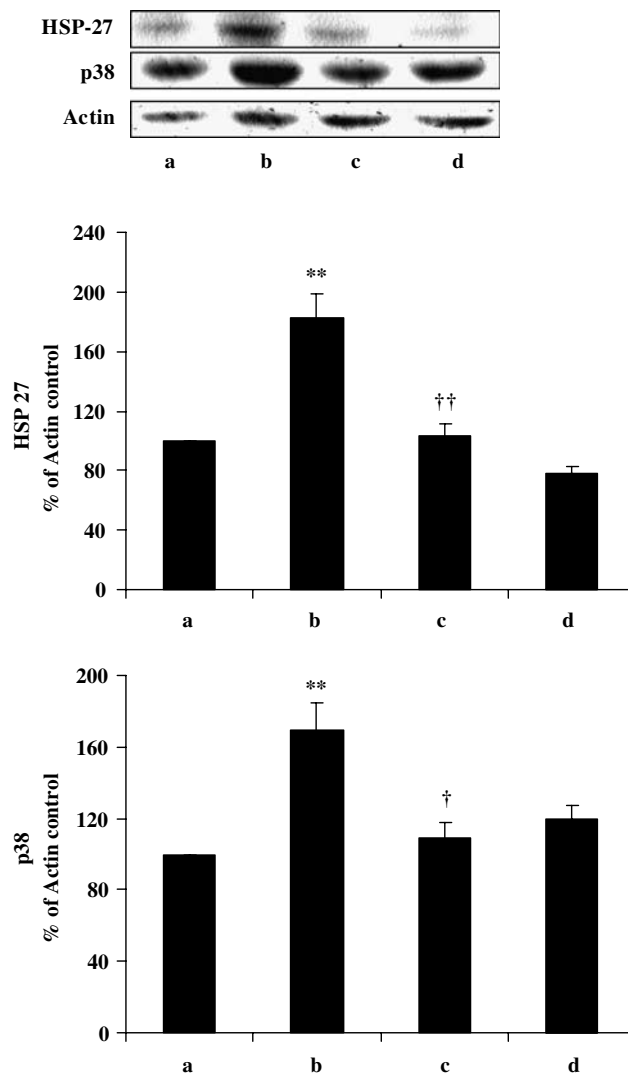 HSP-27
p38
Actin
a b c d
HSP 27
% of Actin control
240
200
160
120
80
40
0
**
††
a b c d
p38
% of Actin control
200
160
120
80
40
0
**
†
a b c d